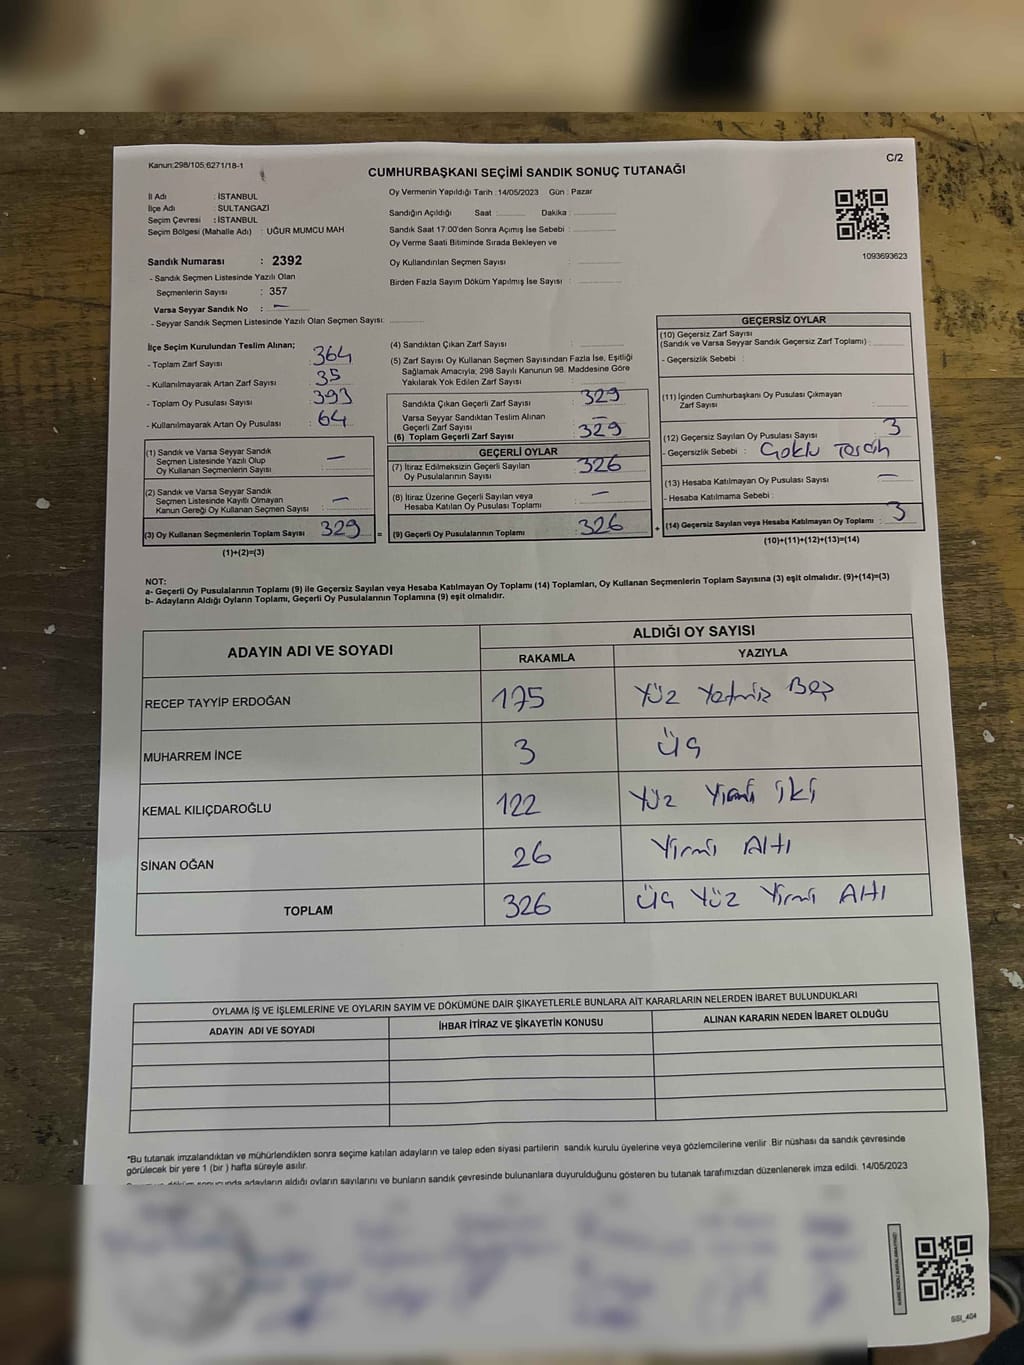 Kanun:298/105;6271/18-1
C/2
CUMHURBAŞKANI SEÇİMİ SANDIK SONUÇ TUTANAĞI
İl Adı : İSTANBUL
İlçe Adı : SULTANGAZİ
Seçim Çevresi : İSTANBUL
Seçim Bölgesi (Mahalle Adı) : UĞUR MUMCU MAH
Sandık Numarası : 2392
- Sandık Seçmen Listesinde Yazılı Olan
Seçmenlerin Sayısı : 357
Varsa Seyyar Sandık No : —
- Seyyar Sandık Seçmen Listesinde Yazılı Olan Seçmen Sayısı:
Oy Vermenin Yapıldığı Tarih : 14/05/2023 Gün : Pazar
Sandığın Açıldığı Saat : Dakika :
Sandık Saat 17:00'den Sonra Açımış İse Sebebi :
Oy Verme Saati Bitiminde Sırada Bekleyen ve
Oy Kullandırılan Seçmen Sayısı :
Birden Fazla Sayım Döküm Yapılmış İse Sayısı :
1093693623
İlçe Seçim Kurulundan Teslim Alınan;
- Toplam Zarf Sayısı : 364
- Kullanılmayarak Artan Zarf Sayısı : 35
- Toplam Oy Pusulası Sayısı : 393
- Kullanılmayarak Artan Oy Pusulası : 64
(1) Sandık ve Varsa Seyyar Sandık
Seçmen Listesinde Yazılı Olup
Oy Kullanan Seçmenlerin Sayısı : —
(2) Sandık ve Varsa Seyyar Sandık
Seçmen Listesinde Kayıtlı Olmayan
Kanun Gereği Oy Kullanan Seçmen Sayısı : —
(3) Oy Kullanan Seçmenlerin Toplam Sayısı : 329 =
(1)+(2)=(3)
(4) Sandıktan Çıkan Zarf Sayısı :
(5) Zarf Sayısı Oy Kullanan Seçmen Sayısından Fazla İse, Eşitliği
Sağlamak Amacıyla; 298 Sayılı Kanunun 98. Maddesine Göre
Yakılarak Yok Edilen Zarf Sayısı :
Sandıkta Çıkan Geçerli Zarf Sayısı : 329
Varsa Seyyar Sandıktan Teslim Alınan
Geçerli Zarf Sayısı : —
(6) Toplam Geçerli Zarf Sayısı : 329
GEÇERLİ OYLAR
(7) İtiraz Edilmeksizin Geçerli Sayılan
Oy Pusulalarının Sayısı : 326
(8) İtiraz Üzerine Geçerli Sayılan veya
Hesaba Katılan Oy Pusulası Toplamı : —
(9) Geçerli Oy Pusulalarının Toplamı : 326 +
GEÇERSİZ OYLAR
(10) Geçersiz Zarf Sayısı
(Sandık ve Varsa Seyyar Sandık Geçersiz Zarf Toplamı) :
- Geçersizlik Sebebi :
(11) İçinden Cumhurbaşkanı Oy Pusulası Çıkmayan
Zarf Sayısı :
(12) Geçersiz Sayılan Oy Pusulası Sayısı : 3
- Geçersizlik Sebebi : Çoklu Tercih
(13) Hesaba Katılmayan Oy Pusulası Sayısı : —
- Hesaba Katılmama Sebebi :
(14) Geçersiz Sayılan veya Hesaba Katılmayan Oy Toplamı : 3
(10)+(11)+(12)+(13)=(14)
NOT:
a- Geçerli Oy Pusulalarının Toplamı (9) ile Geçersiz Sayılan veya Hesaba Katılmayan Oy Toplamı (14) Toplamları, Oy Kullanan Seçmenlerin Toplam Sayısına (3) eşit olmalıdır. (9)+(14)=(3)
b- Adayların Aldığı Oyların Toplamı, Geçerli Oy Pusulalarının Toplamına (9) eşit olmalıdır.
ADAYIN ADI VE SOYADI ALDIĞI OY SAYISI
RAKAMLA YAZIYLA
RECEP TAYYİP ERDOĞAN 175 Yüz Yetmiş Beş
MUHARREM İNCE 3 Üç
KEMAL KILIÇDAROĞLU 122 Yüz Yirmi iki
SİNAN OĞAN 26 Yirmi Altı
TOPLAM 326 Üç Yüz Yirmi Altı
OYLAMA İŞ VE İŞLEMLERİNE VE OYLARIN SAYIM VE DÖKÜMÜNE DAİR ŞİKAYETLERLE BUNLARA AİT KARARLARIN NELERDEN İBARET BULUNDUKLARI
ADAYIN ADI VE SOYADI İHBAR İTİRAZ VE ŞİKAYETİN KONUSU ALINAN KARARIN NEDEN İBARET OLDUĞU
*Bu tutanak imzalandıktan ve mühürlendikten sonra seçime katılan adayların ve talep eden siyasi partilerin sandık kurulu üyelerine veya gözlemcilerine verilir. Bir nüshası da sandık çevresinde
görülecek bir yere 1 (bir ) hafta süreyle asılır.
adayların aldığı oyların sayılarını ve bunların sandık çevresinde bulunanlara duyurulduğunu gösteren bu tutanak tarafımızdan düzenlenerek imza edildi. 14/05/2023
GSI_404